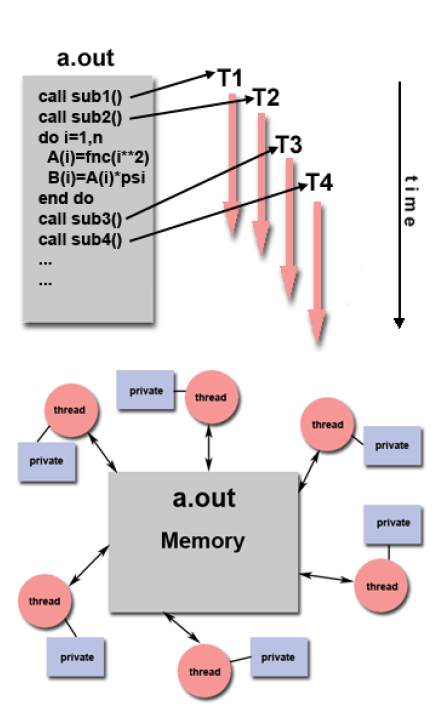 a.out
call sub1()
call sub2()
do i=1,n
A(i)=fnc(i**2)
B(i)=A(i)*psi
end do
call sub3()
call sub4()
...
...
T1
T2
T3
T4
time
thread
private
private
thread
thread
private
a.out
Memory
private
thread
thread
private
thread
private